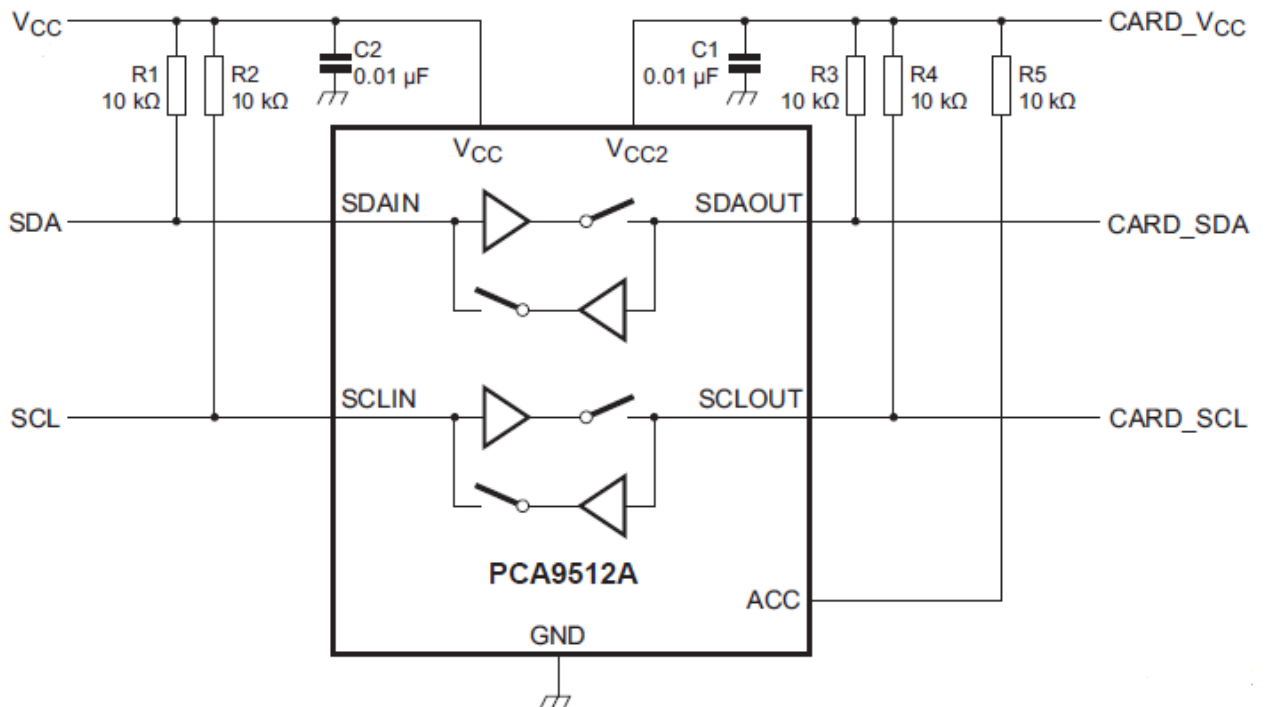 VCC
CARD_VCC
R1
10 kΩ
R2
10 kΩ
C2
0.01 µF
C1
0.01 µF
R3
10 kΩ
R4
10 kΩ
R5
10 kΩ
VCC
VCC2
SDA
SDAIN
SDAOUT
CARD_SDA
SCL
SCLIN
SCLOUT
CARD_SCL
PCA9512A
ACC
GND